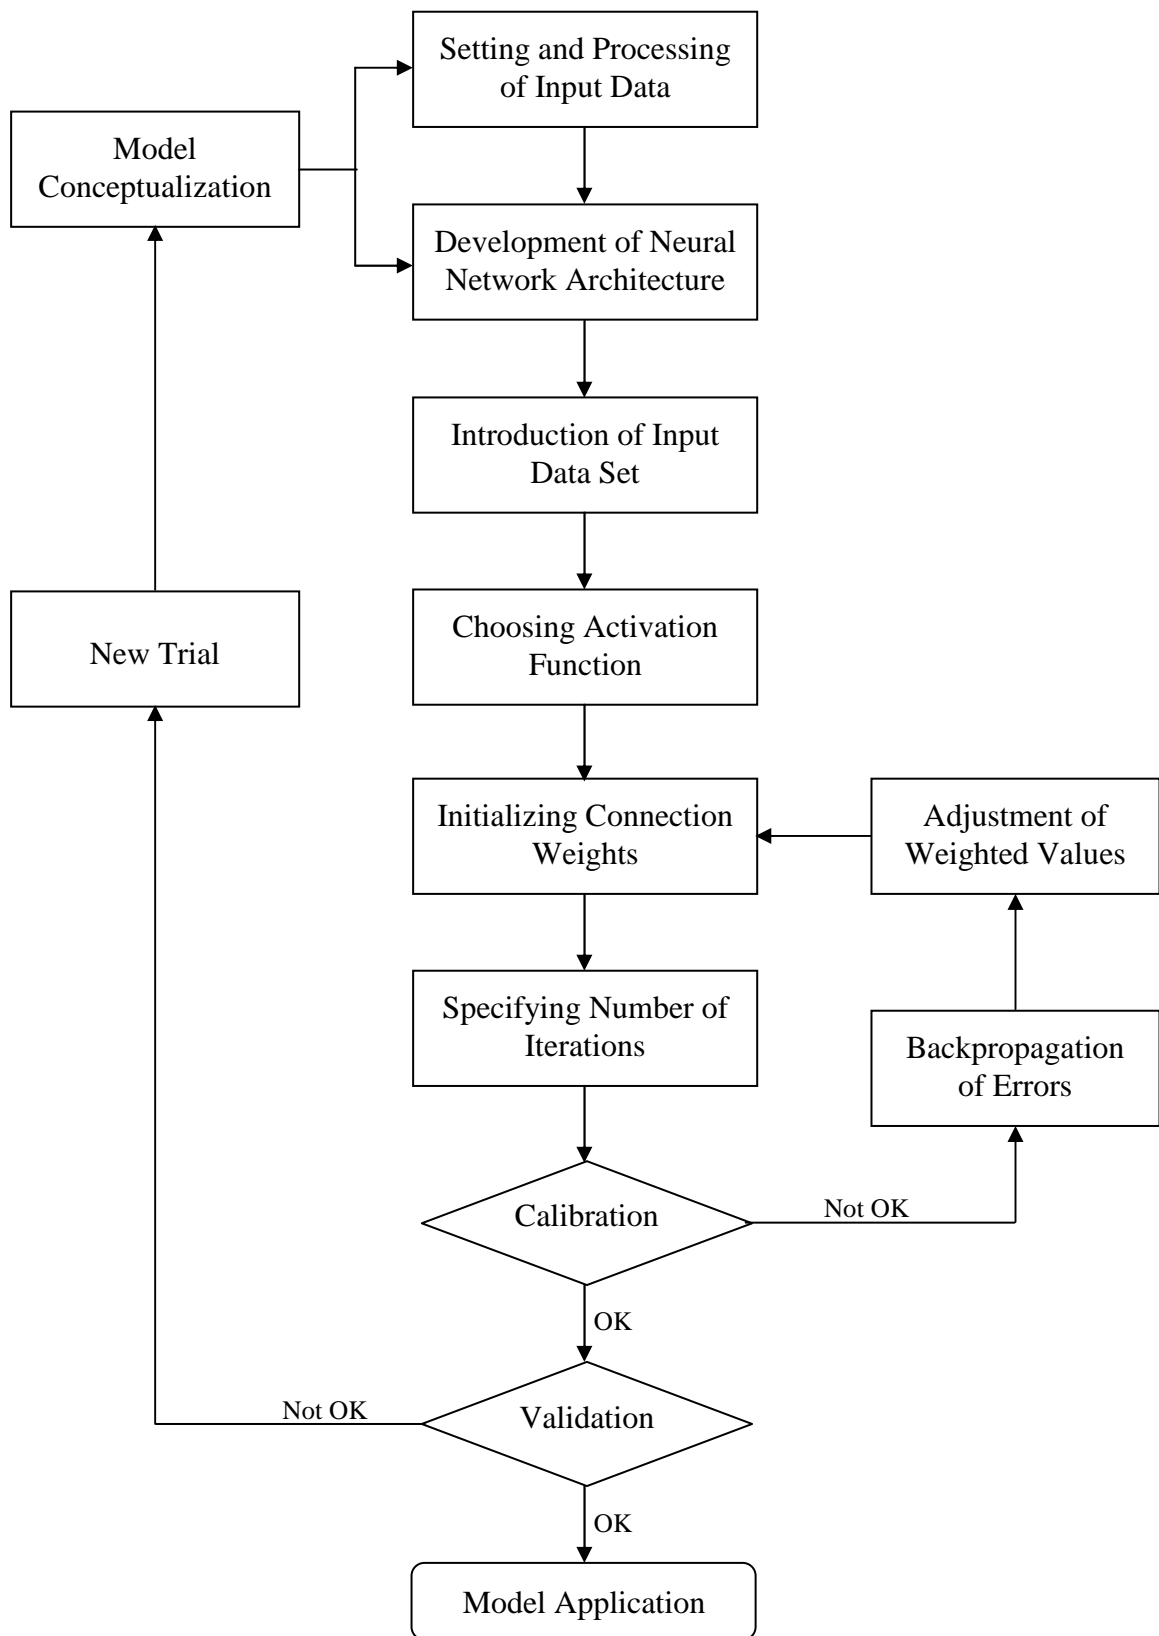 Setting and Processing
of Input Data
Model
Conceptualization
Development of Neural
Network Architecture
Introduction of Input
Data Set
Choosing Activation
Function
New Trial
Initializing Connection
Weights
Adjustment of
Weighted Values
Specifying Number of
Iterations
Backpropagation
of Errors
Calibration
Not OK
OK
Validation
Not OK
OK
Model Application